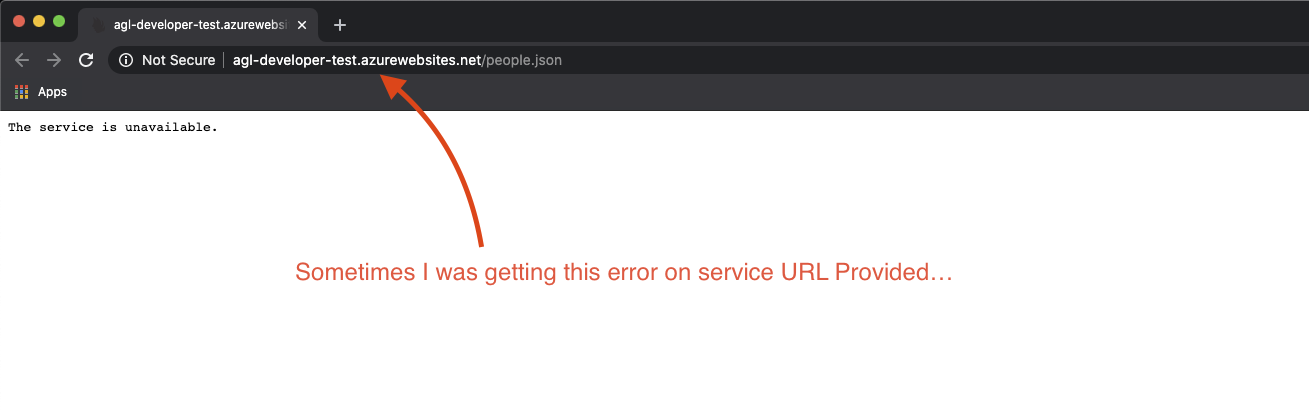 agl-developer-test.azurewebsi
Not Secure
agl-developer-test.azurewebsites.net/people.json
Apps
The service is unavailable.
Sometimes I was getting this error on service URL Provided…